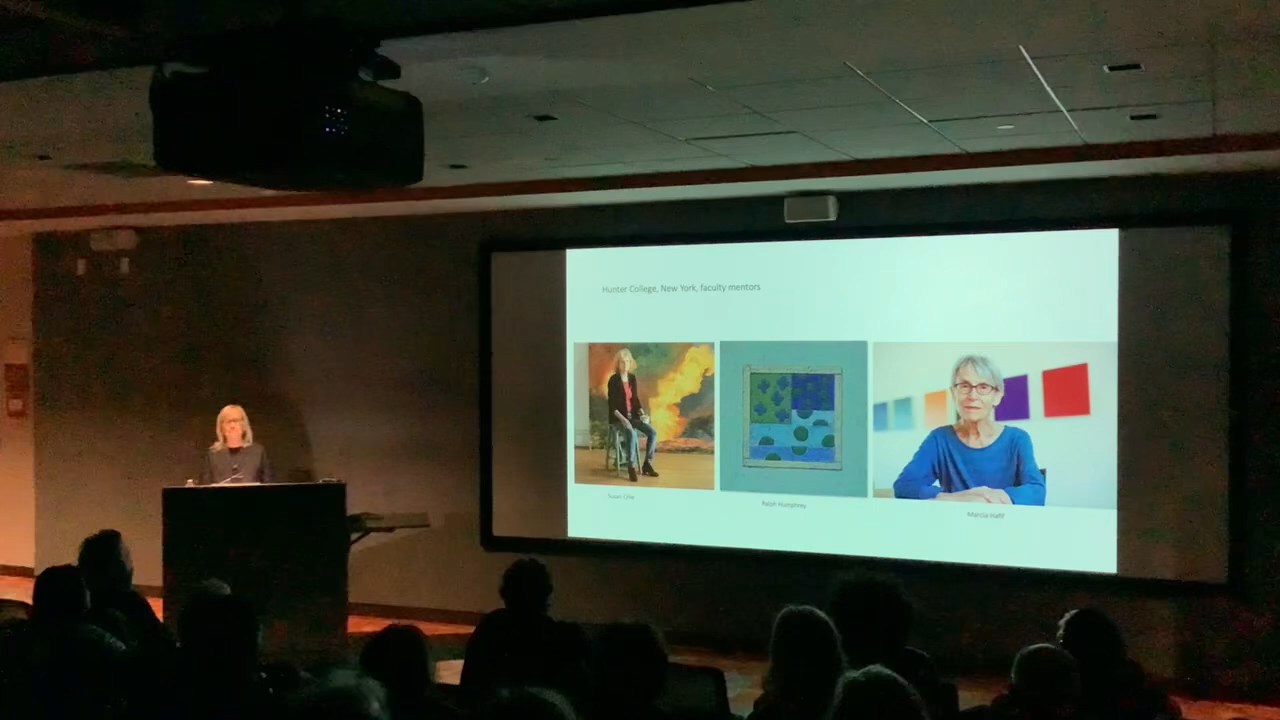 Hunter College, New York, faculty mentors
Susan Crile
Ralph Humphrey
Marcia Hafif